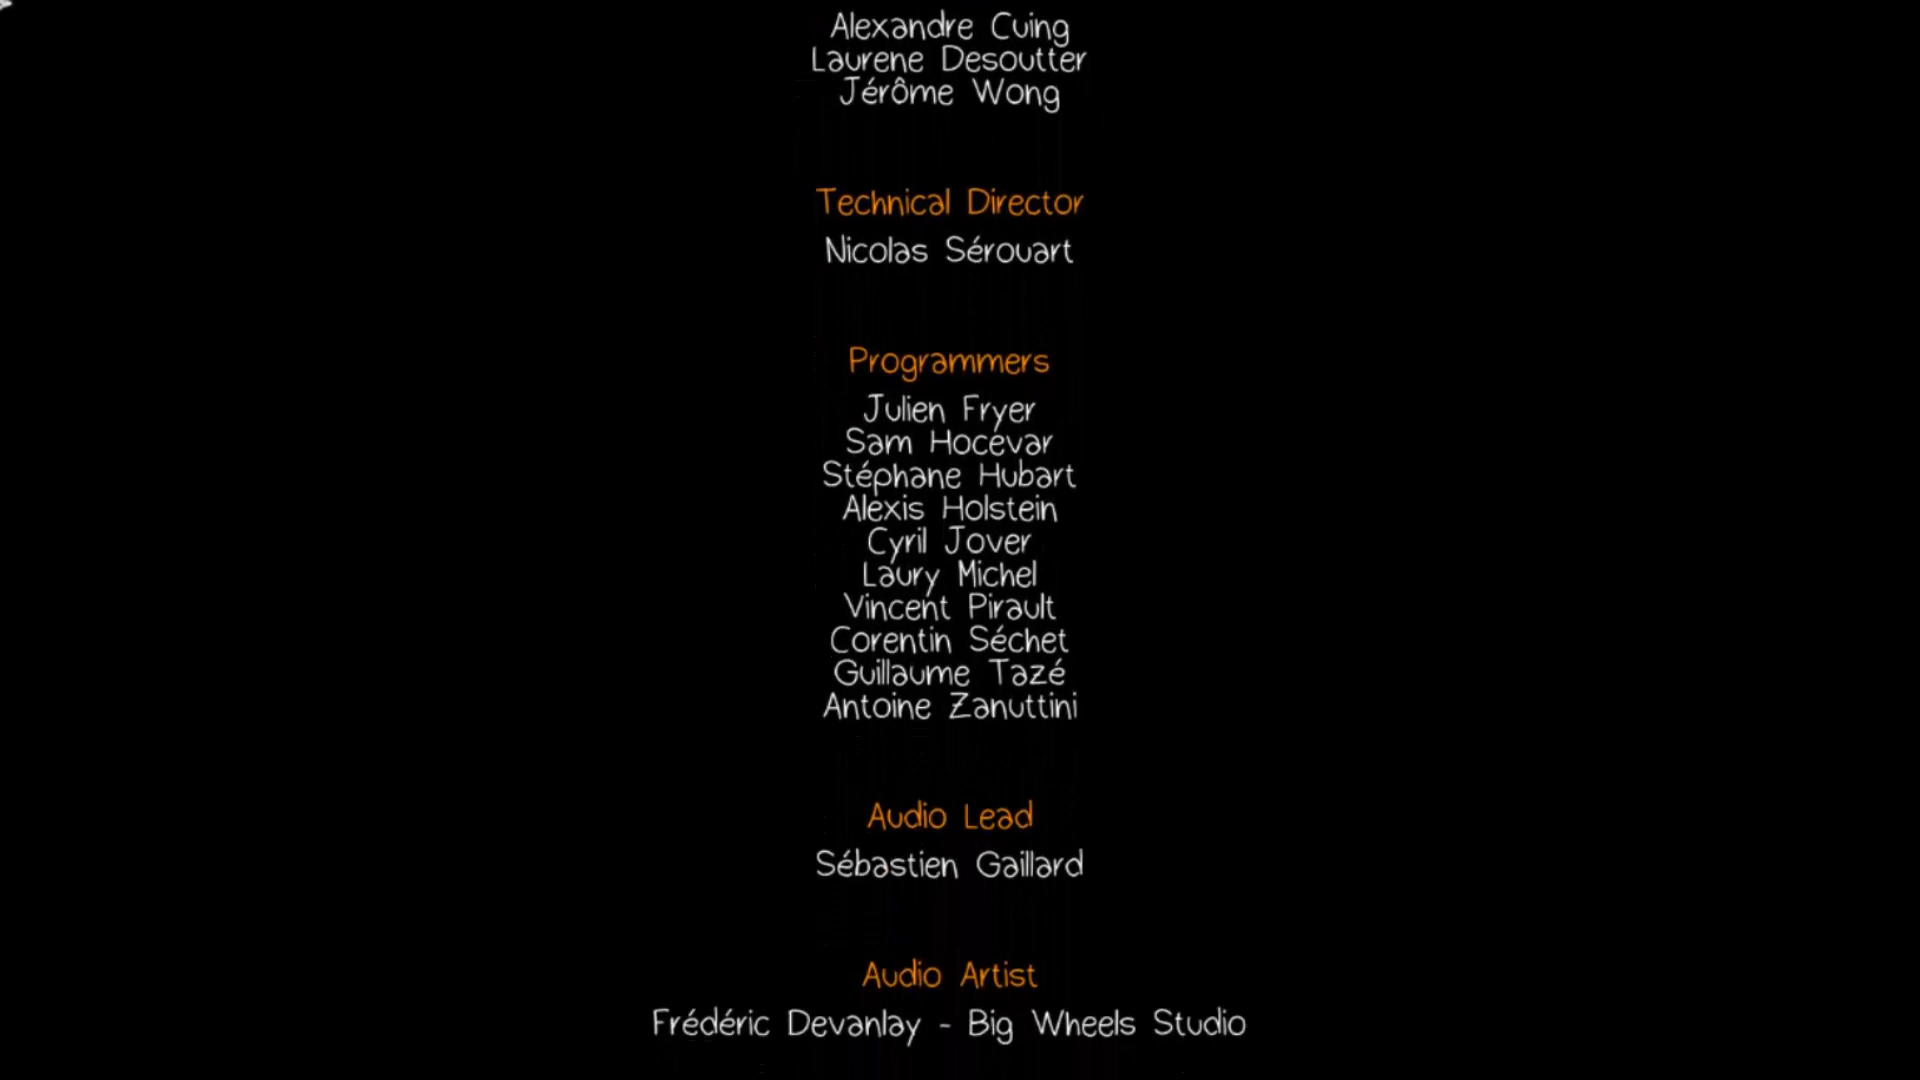 Alexandre Cuing
Laurene Desoutter
Jérôme Wong
Technical Director
Nicolas Sérouart
Programmers
Julien Fryer
Sam Hocevar
Stéphane Hubart
Alexis Holstein
Cyril Jover
Laury Michel
Vincent Pirault
Corentin Séchet
Guillaume Tazé
Antoine Zanuttini
Audio Lead
Sébastien Gaillard
Audio Artist
Frédéric Devanlay - Big Wheels Studio